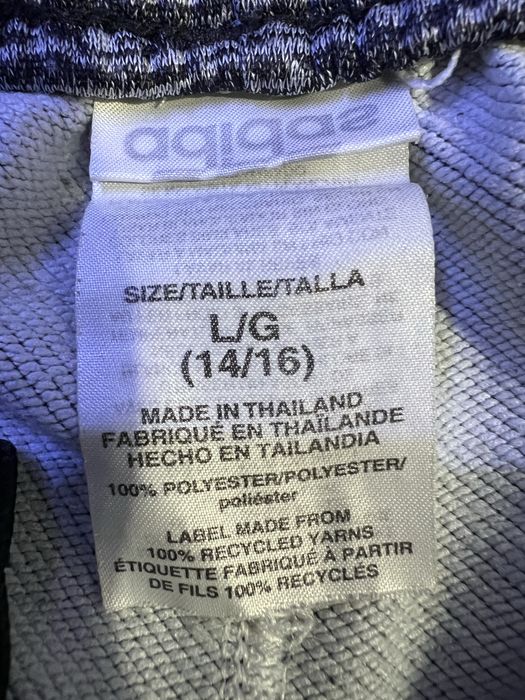 adidas
SIZE/TAILLE/TALLA
L/G
(14/16)
MADE IN THAILAND
FABRIQUÉ EN THAÏLANDE
HECHO EN TAILANDIA
100% POLYESTER/POLYESTER/
poliéster
LABEL MADE FROM
100% RECYCLED YARNS
ÉTIQUETTE FABRIQUÉ À PARTIR
DE FILS 100% RECYCLÉS